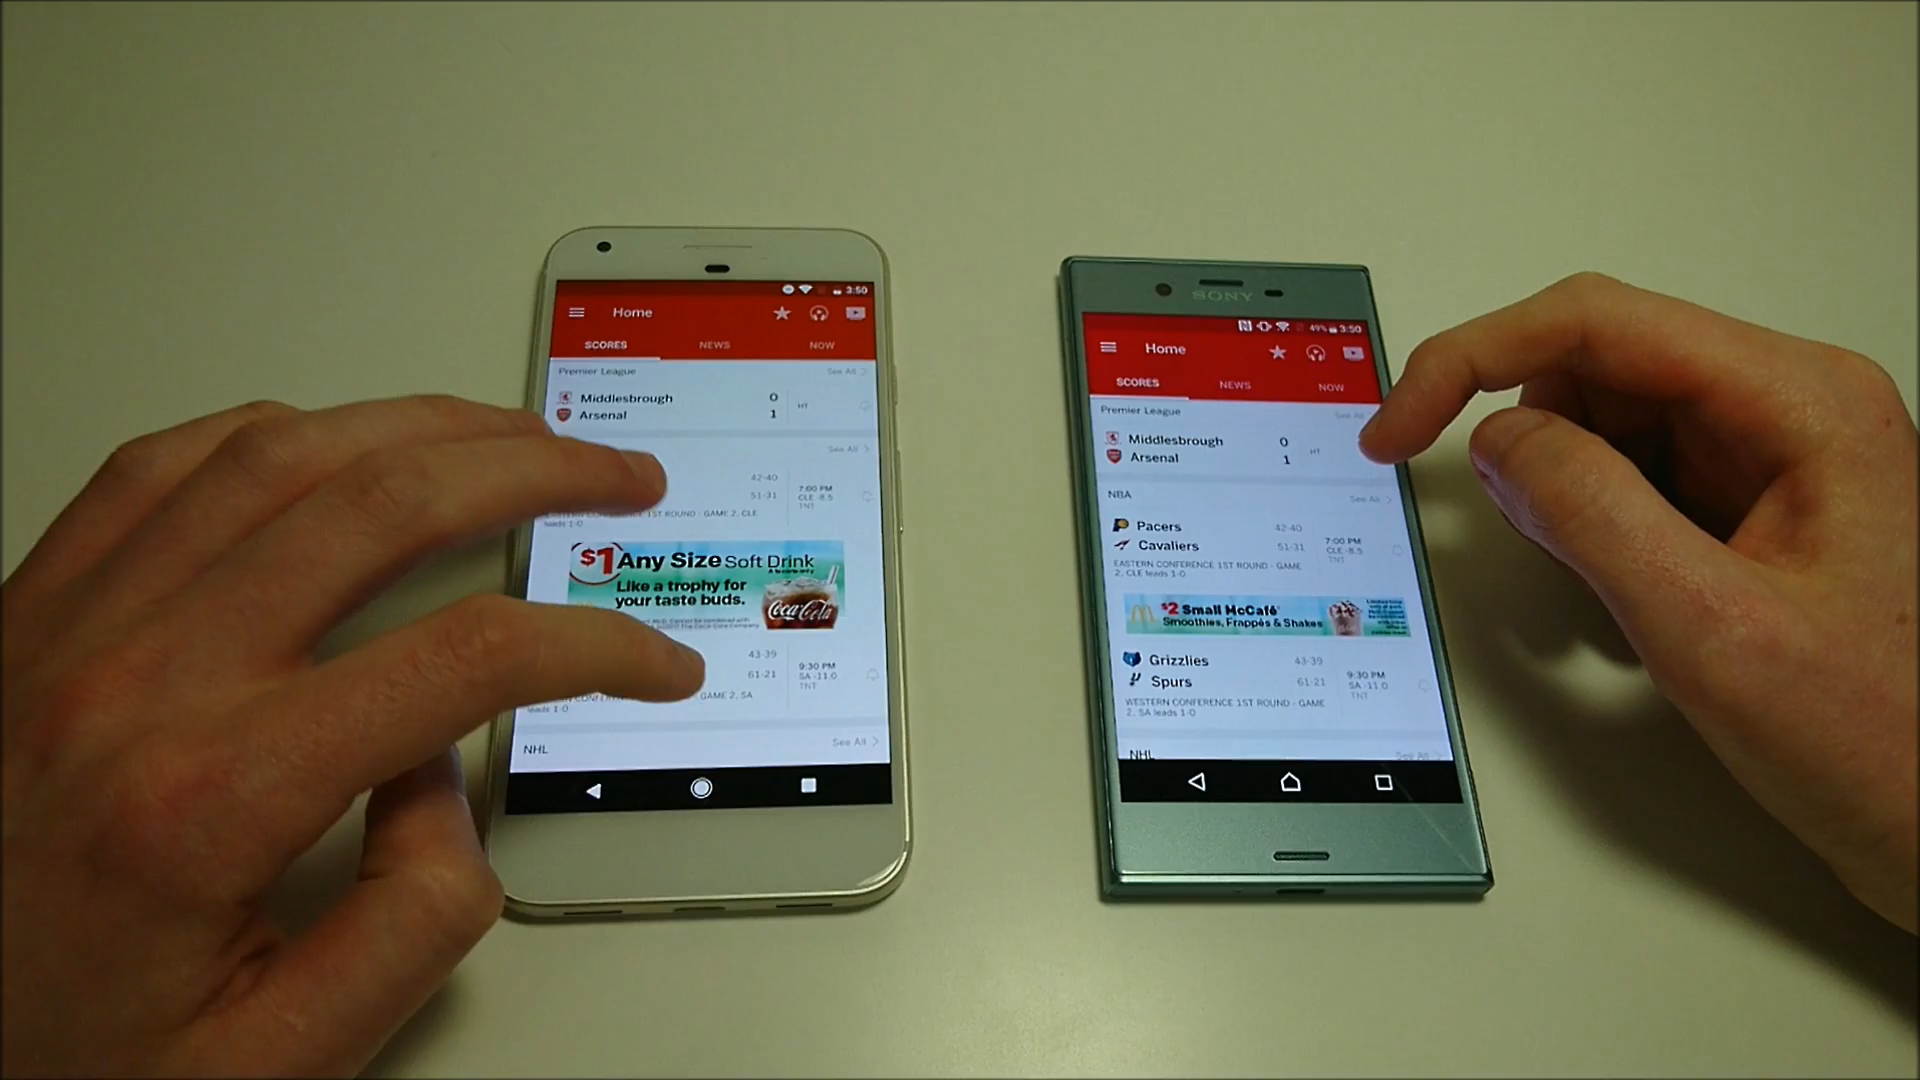 3:50
Home
SCORES NEWS NOW
Premier League See All
Middlesbrough 0
HT
Arsenal 1
See All
42-40
51-31
7:00 PM
CLE -8.5
TNT
1ST ROUND - GAME 2, CLE
leads 1-0
$1 Any Size Soft Drink
Like a trophy for
your taste buds.
Coca-Cola
43-39
61-21
9:30 PM
SA -11.0
TNT
GAME 2, SA
leads 1-0
NHL See All
SONY
49% 3:50
Home
SCORES NEWS NOW
Premier League See All
Middlesbrough 0
HT
Arsenal 1
NBA See All
Pacers 42-40
Cavaliers 51-31
7:00 PM
CLE -8.5
TNT
EASTERN CONFERENCE 1ST ROUND - GAME
2, CLE leads 1-0
$2 Small McCafé
Smoothies, Frappés & Shakes
Grizzlies 43-39
Spurs 61-21
9:30 PM
SA -11.0
TNT
WESTERN CONFERENCE 1ST ROUND - GAME
2, SA leads 1-0
NHL See All